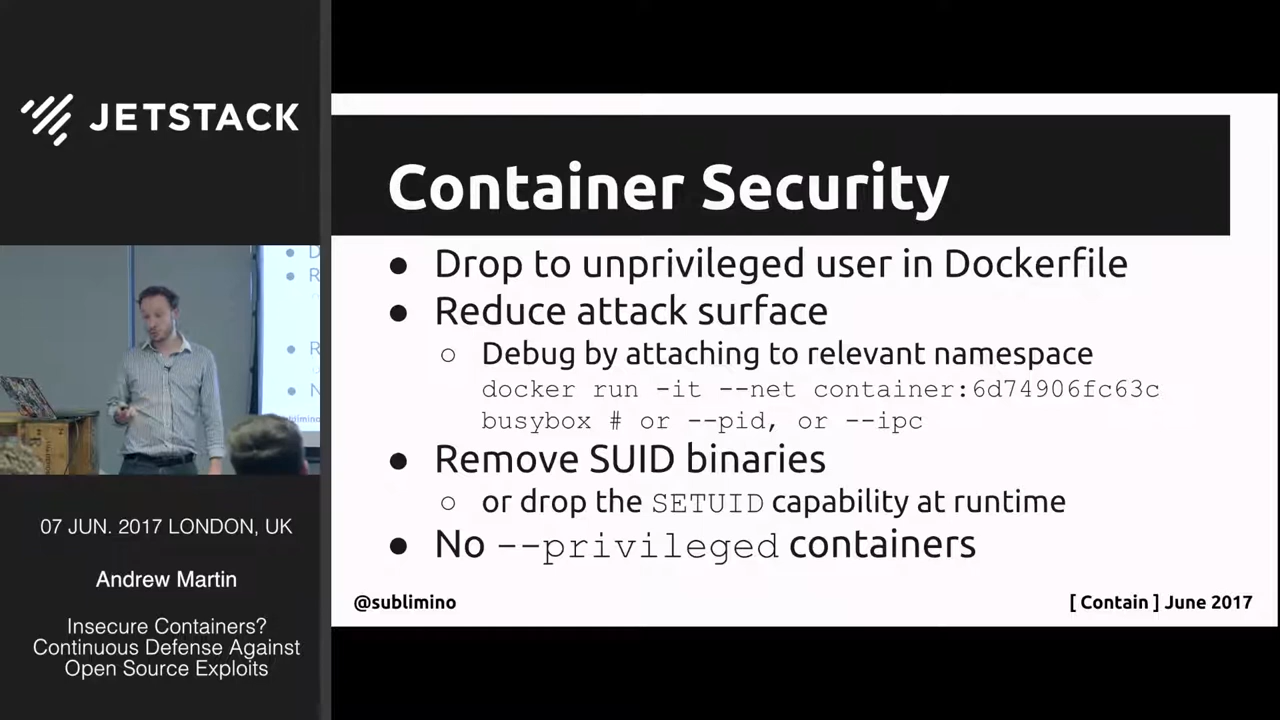 JETSTACK
Container Security
● Drop to unprivileged user in Dockerfile
● Reduce attack surface
○ Debug by attaching to relevant namespace
docker run -it --net container:6d74906fc63c
busybox # or --pid, or --ipc
● Remove SUID binaries
○ or drop the SETUID capability at runtime
● No --privileged containers
@sublimino
[ Contain ] June 2017
07 JUN. 2017 LONDON, UK
Andrew Martin
Insecure Containers?
Continuous Defense Against
Open Source Exploits